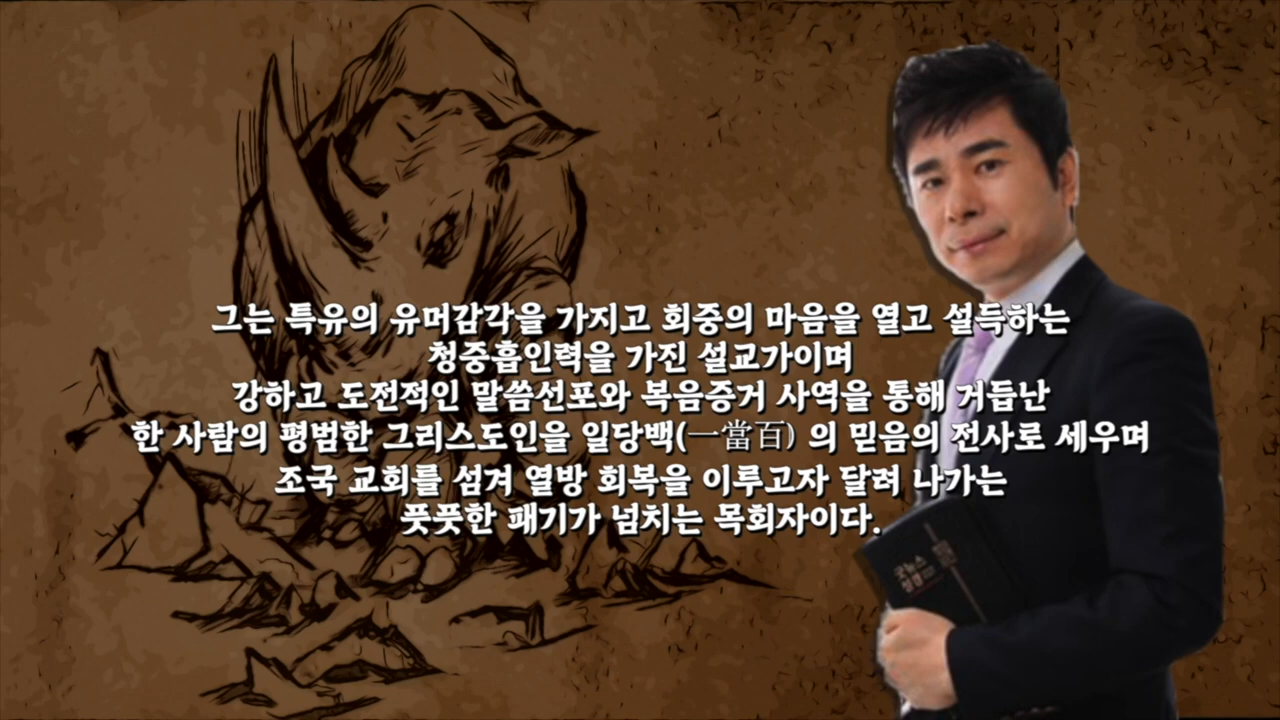 그는 특유의 유머감각을 가지고 회중의 마음을 열고 설득하는
청중흡인력을 가진 설교가이며
강하고 도전적인 말씀선포와 복음증거 사역을 통해 거듭난
한 사람의 평범한 그리스도인을 일당백(一當百) 의 믿음의 전사로 세우며
조국 교회를 섬겨 열방 회복을 이루고자 달려 나가는
풋풋한 패기가 넘치는 목회자이다.
굿뉴스